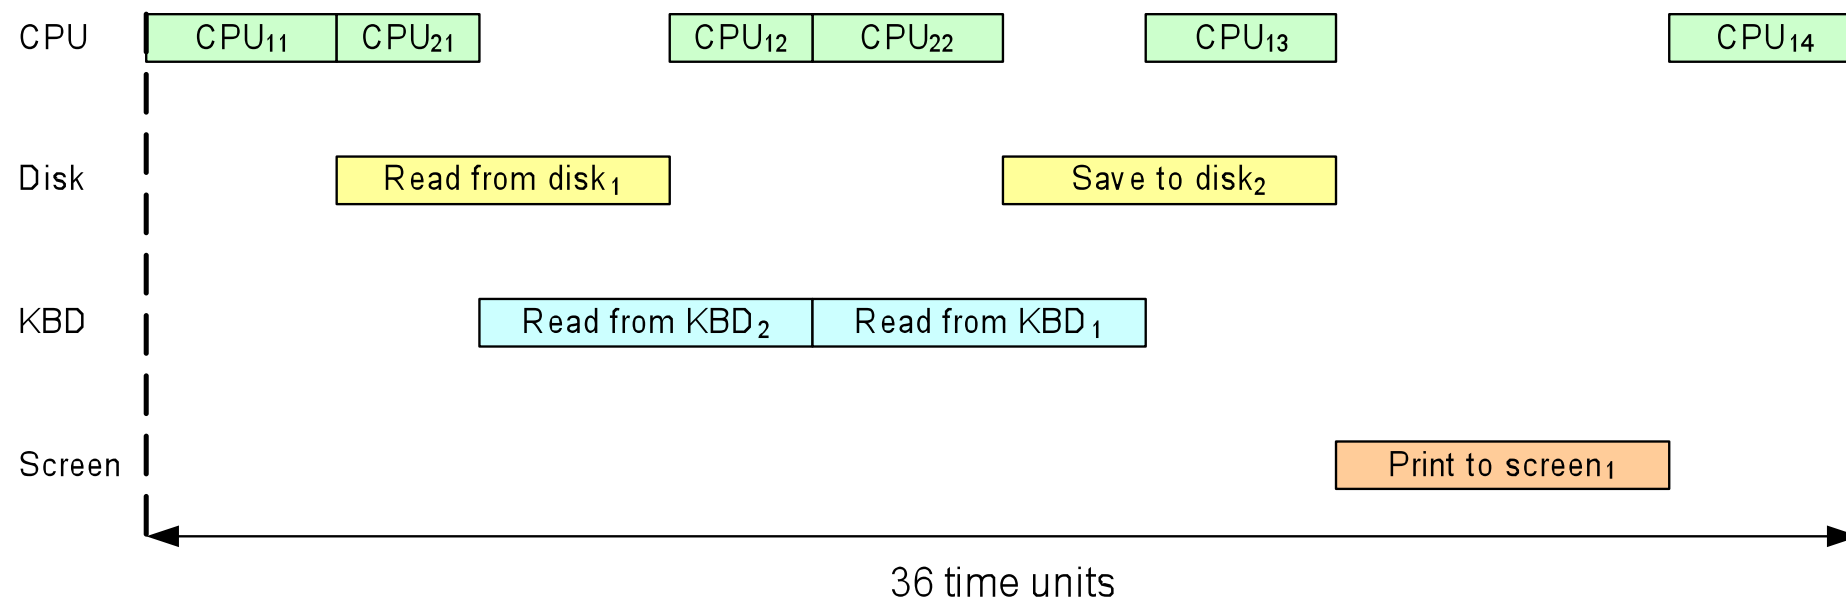 CPU CPU11 CPU21 CPU12 CPU22 CPU13 CPU14
Disk Read from disk1 Save to disk2
KBD Read from KBD2 Read from KBD1
Screen Print to screen1
36 time units